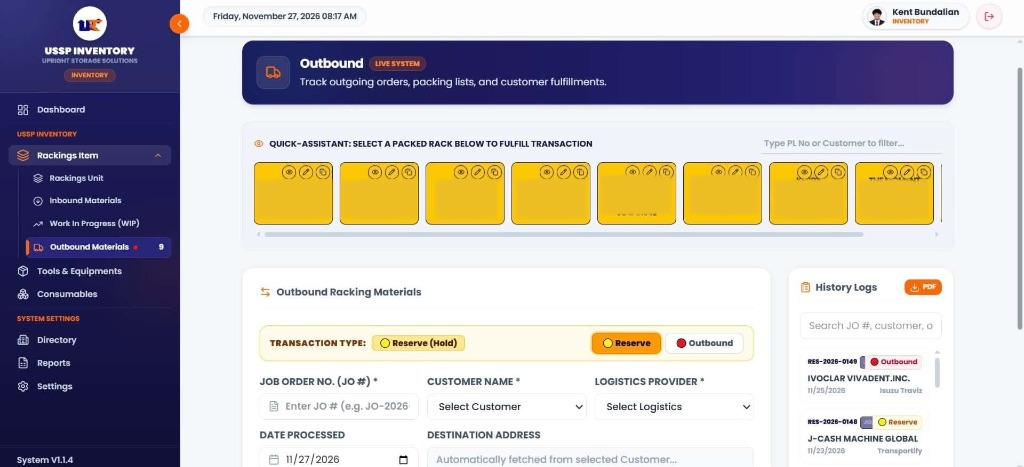 Friday, November 27, 2026 08:17 AM
Kent Bundalian
INVENTORY
USSP INVENTORY
UPRIGHT STORAGE SOLUTIONS
INVENTORY
Dashboard
USSP INVENTORY
Rackings Item
Rackings Unit
Inbound Materials
Work In Progress (WIP)
Outbound Materials 9
Tools & Equipments
Consumables
SYSTEM SETTINGS
Directory
Reports
Settings
System V1.1.4
Outbound LIVE SYSTEM
Track outgoing orders, packing lists, and customer fulfillments.
QUICK-ASSISTANT: SELECT A PACKED RACK BELOW TO FULFILL TRANSACTION
Type PL No or Customer to filter...
Outbound Racking Materials
TRANSACTION TYPE: Reserve (Hold) Reserve Outbound
JOB ORDER NO. (JO #) * CUSTOMER NAME * LOGISTICS PROVIDER *
Enter JO # (e.g. JO-2026 Select Customer Select Logistics
DATE PROCESSED DESTINATION ADDRESS
11/27/2026 Automatically fetched from selected Customer...
History Logs PDF
Search JO #, customer, o
RES-2026-0149 Outbound
IVOCLAR VIVADENT.INC.
11/25/2026 Isuzu Traviz
RES-2026-0148 Reserve
J-CASH MACHINE GLOBAL
11/23/2026 Transportify